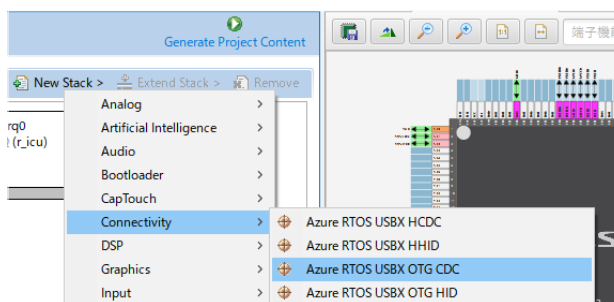 Generate Project Content
New Stack > Extend Stack > Remove
端子機
rq0
(r_icu)
Analog >
Artificial Intelligence >
Audio >
Bootloader >
CapTouch >
Connectivity >
DSP >
Graphics >
Input >
Azure RTOS USBX HCDC
Azure RTOS USBX HHID
Azure RTOS USBX OTG CDC
Azure RTOS USBX OTG HID